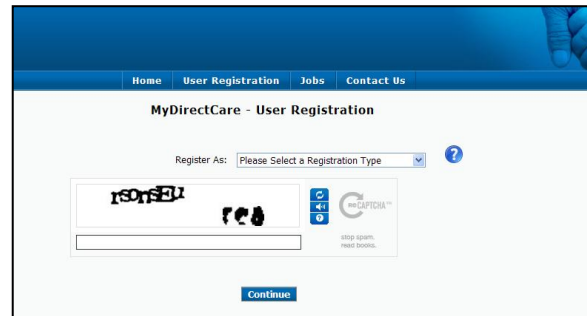 Home User Registration Jobs Contact Us
MyDirectCare - User Registration
Register As: Please Select a Registration Type ?
reCAPTCHA™
stop spam.
read books.
Continue